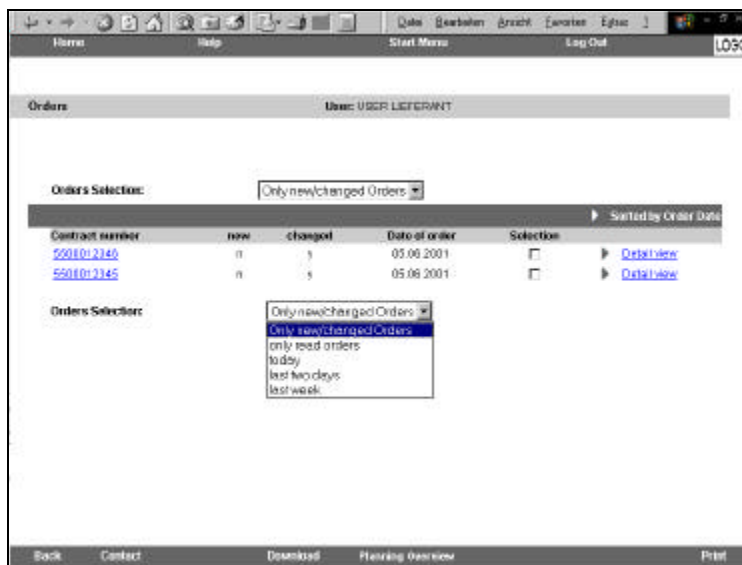 Datei Bearbeiten Ansicht Favoriten Extras ?
Home Help Start Menu Log Out LOGO
Orders User: USER LIEFERANT
Orders Selection: Only new/changed Orders
Sorted by Order Date
Contract number new changed Date of order Selection
5500012346 n y 05.06.2001 Detail view
5500012345 n y 05.06.2001 Detail view
Orders Selection: Only new/changed Orders
Only new/changed Orders
only read orders
today
last two days
last week
Back Contact Download Planning Overview Print